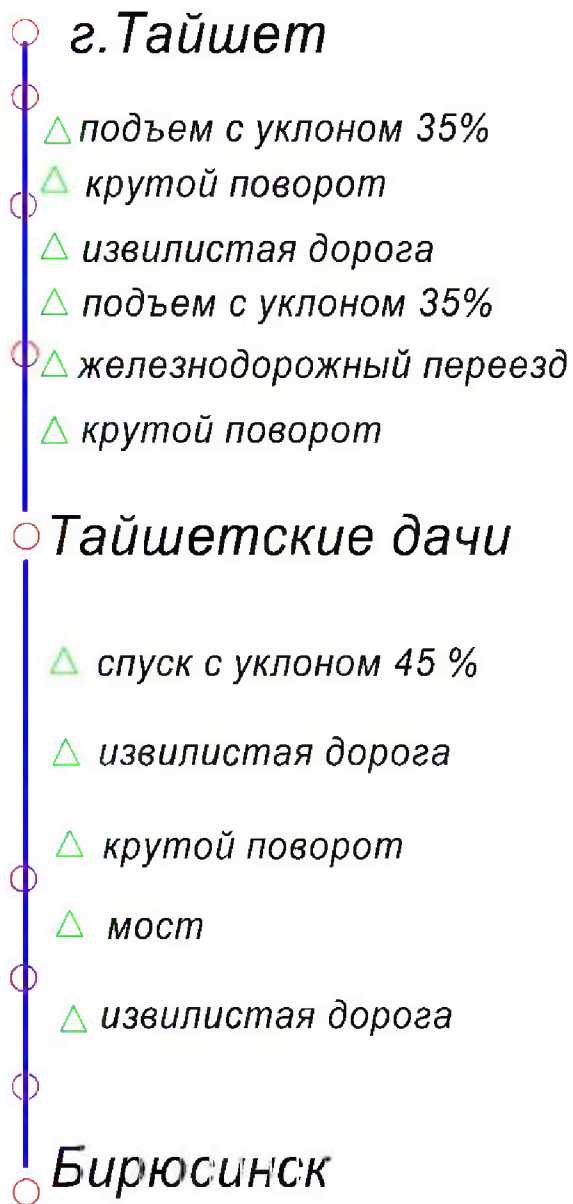 г.Тайшет
подъем с уклоном 35%
крутой поворот
извилистая дорога
подъем с уклоном 35%
железнодорожный переезд
крутой поворот
Тайшетские дачи
спуск с уклоном 45 %
извилистая дорога
крутой поворот
мост
извилистая дорога
Бирюсинск